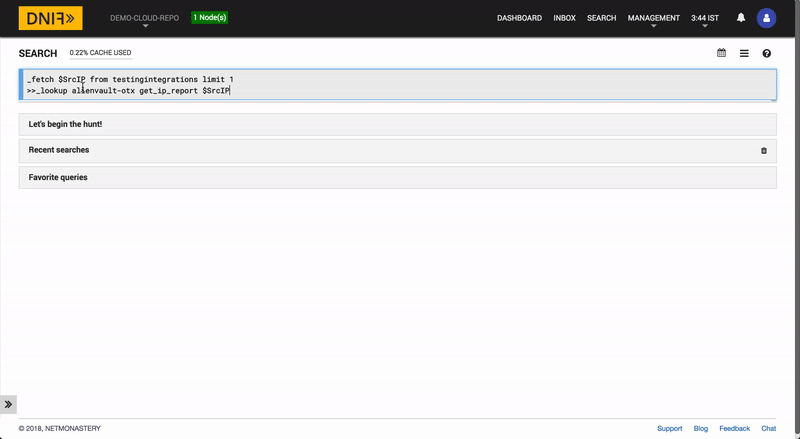 DNIF»
DEMO-CLOUD-REPO
1 Node(s)
DASHBOARD
INBOX
SEARCH
MANAGEMENT
3:44 IST
SEARCH
0.22% CACHE USED
_fetch $SrcIP from testingintegrations limit 1
>>_lookup alienvault-otx get_ip_report $SrcIP
Let's begin the hunt!
Recent searches
Favorite queries
»
© 2018, NETMONASTERY
Support
Blog
Feedback
Chat